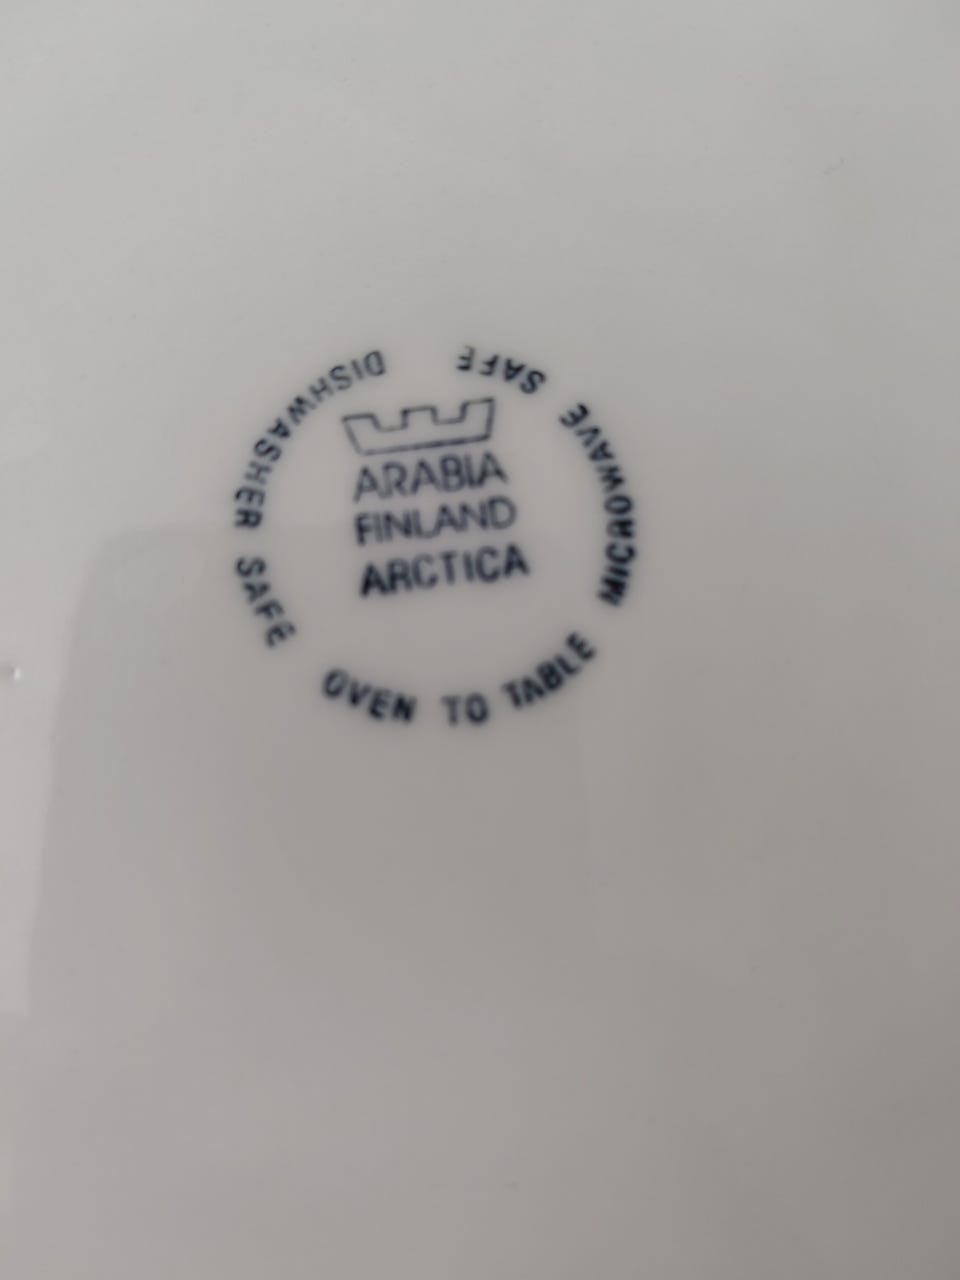 ARABIA
FINLAND
ARCTICA
DISHWASHER SAFE
OVEN TO TABLE
MICROWAVE SAFE